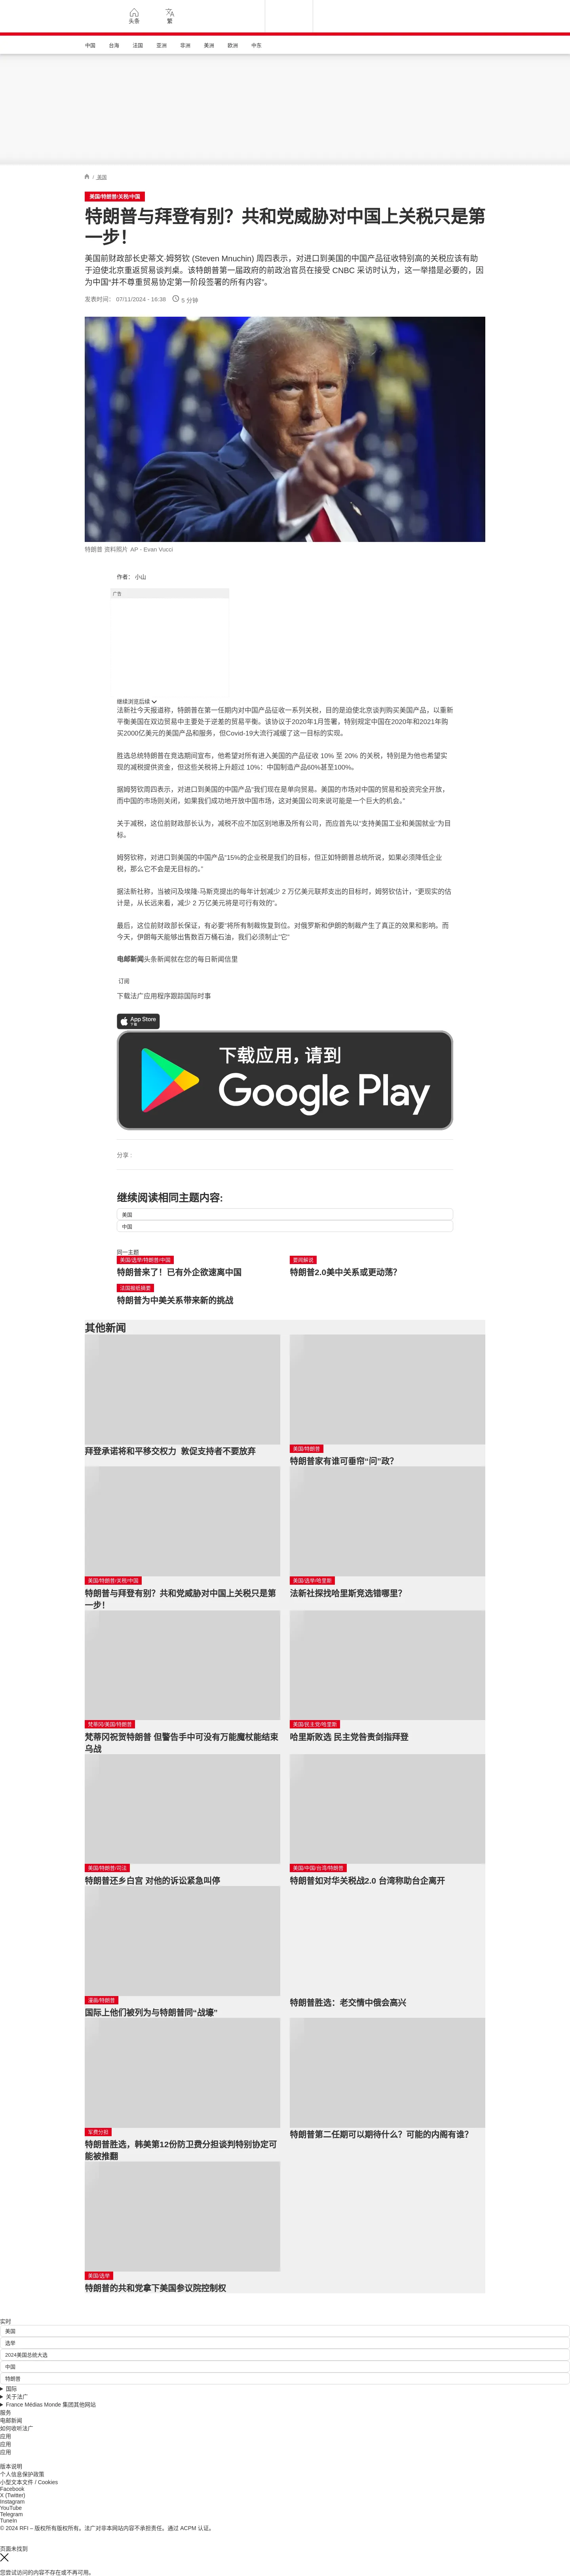 头条
繁
中国 台海 法国 亚洲 非洲 美洲 欧洲 中东
/ 美国
美国/特朗普/关税/中国
特朗普与拜登有别？共和党威胁对中国上关税只是第
一步！
美国前财政部长史蒂文.姆努钦 (Steven Mnuchin) 周四表示，对进口到美国的中国产品征收特别高的关税应该有助
于迫使北京重返贸易谈判桌。该特朗普第一届政府的前政治官员在接受 CNBC 采访时认为，这一举措是必要的，因
为中国“并不尊重贸易协定第一阶段签署的所有内容”。
发表时间： 07/11/2024 - 16:38 5 分钟
特朗普 资料照片 AP - Evan Vucci
作者： 小山
广告
继续浏览后续
法新社今天报道称，特朗普在第一任期内对中国产品征收一系列关税，目的是迫使北京谈判购买美国产品，以重新
平衡美国在双边贸易中主要处于逆差的贸易平衡。该协议于2020年1月签署，特别规定中国在2020年和2021年购
买2000亿美元的美国产品和服务，但Covid-19大流行减缓了这一目标的实现。
胜选总统特朗普在竞选期间宣布，他希望对所有进入美国的产品征收 10% 至 20% 的关税，特别是为他也希望实
现的减税提供资金，但这些关税将上升超过 10%：中国制造产品60%甚至100%。
据姆努钦周四表示，对进口到美国的中国产品“我们现在是单向贸易。美国的市场对中国的贸易和投资完全开放，
而中国的市场则关闭，如果我们成功地开放中国市场，这对美国公司来说可能是一个巨大的机会。”
关于减税，这位前财政部长认为，减税不应不加区别地惠及所有公司，而应首先以“支持美国工业和美国就业”为目
标。
姆努钦称，对进口到美国的中国产品“15%的企业税是我们的目标，但正如特朗普总统所说，如果必须降低企业
税，那么它不会是无目标的。”
据法新社称，当被问及埃隆·马斯克提出的每年计划减少 2 万亿美元联邦支出的目标时，姆努钦估计，“更现实的估
计是，从长远来看，减少 2 万亿美元将是可行有效的”。
最后，这位前财政部长保证，有必要“将所有制裁恢复到位。对俄罗斯和伊朗的制裁产生了真正的效果和影响。而
今天，伊朗每天能够出售数百万桶石油，我们必须制止“它”
电邮新闻头条新闻就在您的每日新闻信里
订阅
下载法广应用程序跟踪国际时事
App Store
下载
下载应用，请到
Google Play
分享 :
继续阅读相同主题内容:
美国
中国
同一主题
美国/选举/特朗普/中国
特朗普来了！已有外企欲速离中国
要闻解说
特朗普2.0美中关系或更动荡?
法国报纸摘要
特朗普为中美关系带来新的挑战
其他新闻
拜登承诺将和平移交权力 敦促支持者不要放弃
美国/特朗普
特朗普家有谁可垂帘“问”政？
美国/特朗普/关税/中国
特朗普与拜登有别？共和党威胁对中国上关税只是第
一步！
美国/选举/哈里斯
法新社探找哈里斯竞选错哪里？
梵蒂冈/美国/特朗普
梵蒂冈祝贺特朗普 但警告手中可没有万能魔杖能结束
乌战
美国/民主党/哈里斯
哈里斯败选 民主党咎责剑指拜登
美国/特朗普/司法
特朗普还乡白宫 对他的诉讼紧急叫停
美国/中国/台湾/特朗普
特朗普如对华关税战2.0 台湾称助台企离开
漫画/特朗普
国际上他们被列为与特朗普同“战壕”
特朗普胜选：老交情中俄会高兴
军费分担
特朗普胜选，韩美第12份防卫费分担谈判特别协定可
能被推翻
特朗普第二任期可以期待什么？可能的内阁有谁？
美国/选举
特朗普的共和党拿下美国参议院控制权
实时
美国
选举
2024美国总统大选
中国
特朗普
国际
关于法广
France Médias Monde 集团其他网站
服务
电邮新闻
如何收听法广
应用
应用
应用
版本说明
个人信息保护政策
小型文本文件 / Cookies
Facebook
X (Twitter)
Instagram
YouTube
Telegram
TuneIn
© 2024 RFI – 版权所有版权所有。法广对非本网站内容不承担责任。通过 ACPM 认证。
页面未找到
您尝试访问的内容不存在或不再可用。